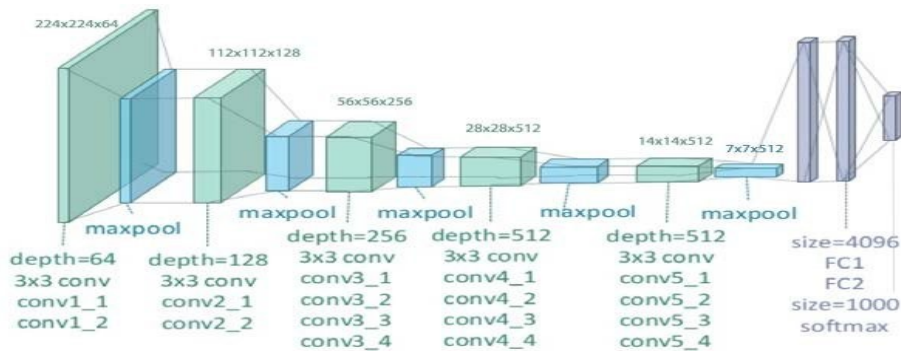 224x224x64
112x112x128
56x56x256
28x28x512
14x14x512
7x7x512
maxpool
maxpool
maxpool
maxpool
maxpool
depth=64
3x3 conv
conv1_1
conv1_2
depth=128
3x3 conv
conv2_1
conv2_2
depth=256
3x3 conv
conv3_1
conv3_2
conv3_3
conv3_4
depth=512
3x3 conv
conv4_1
conv4_2
conv4_3
conv4_4
depth=512
3x3 conv
conv5_1
conv5_2
conv5_3
conv5_4
size=4096
FC1
FC2
size=1000
softmax